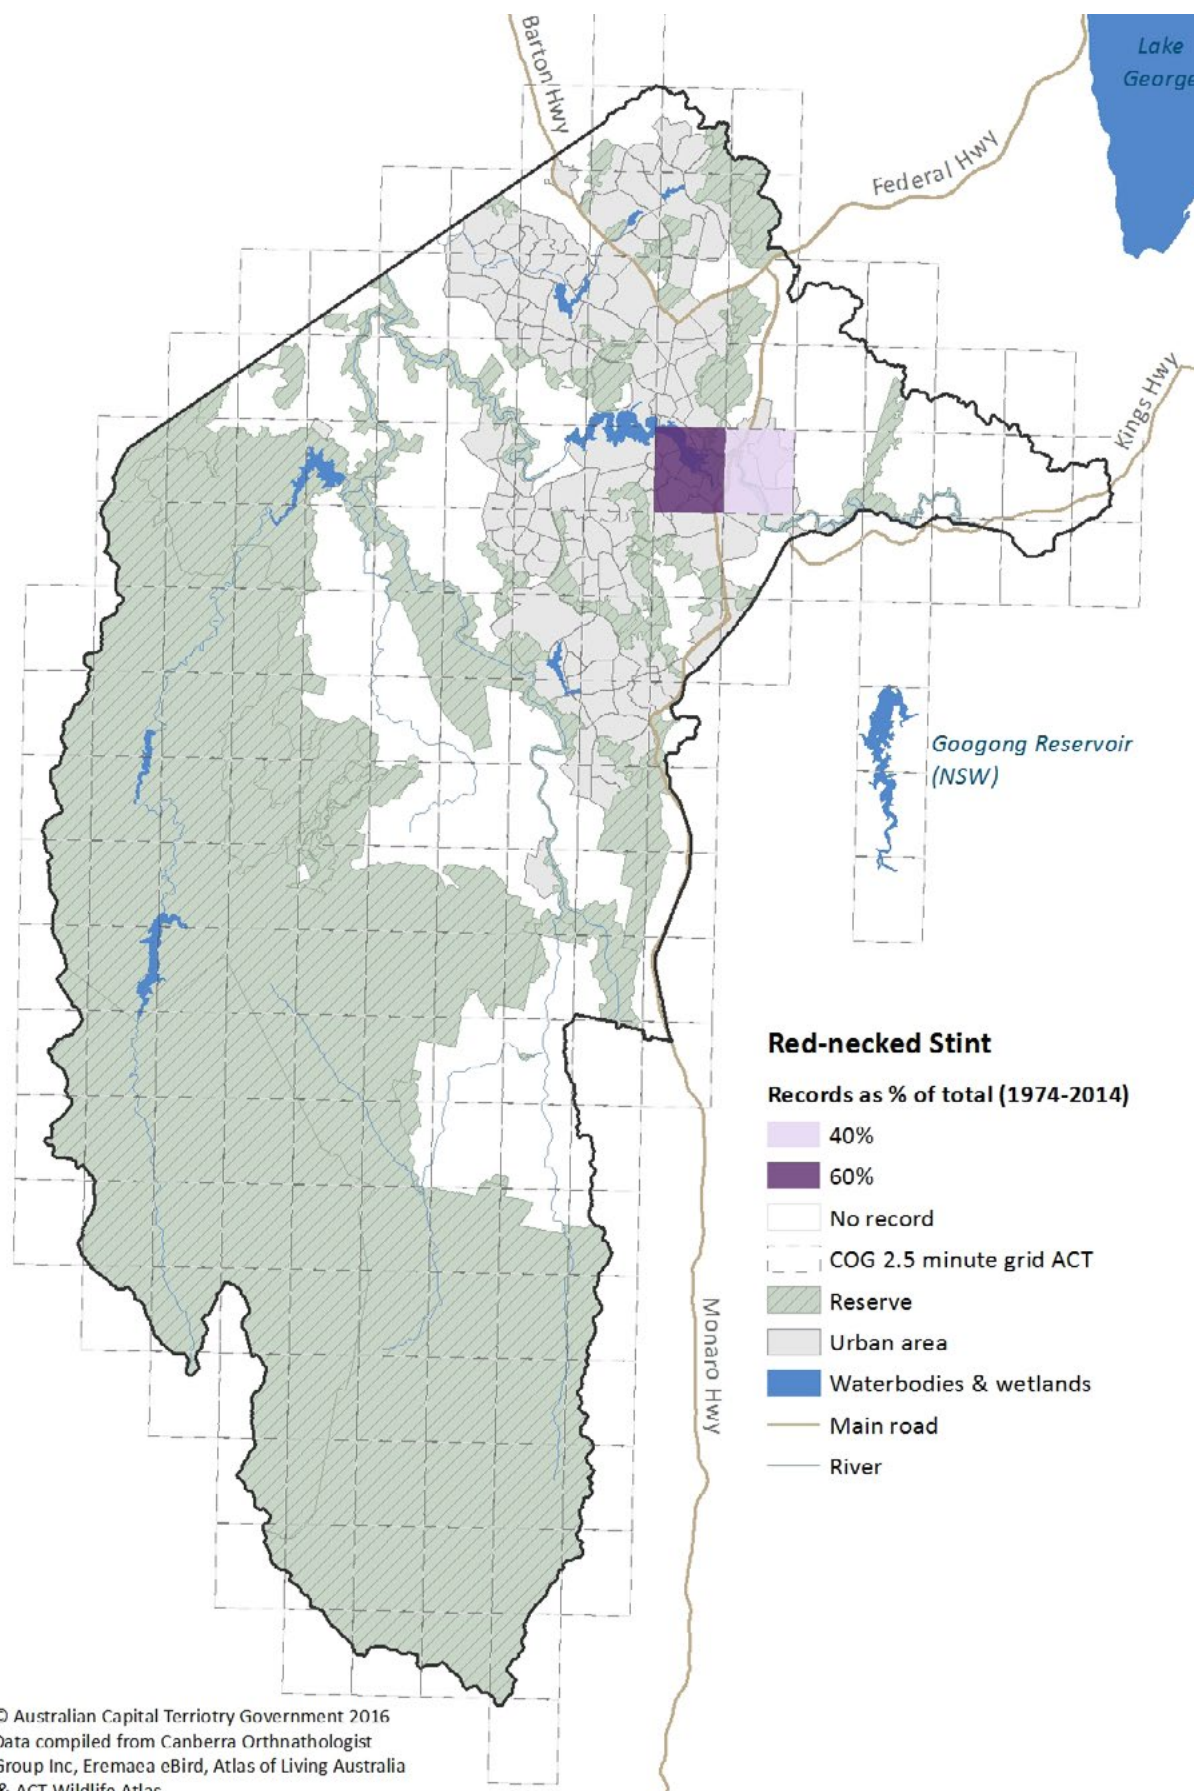 Barton Hwy
Lake
George
Federal Hwy
Kings Hwy
Googong Reservoir
(NSW)
Red-necked Stint
Records as % of total (1974-2014)
40%
60%
No record
COG 2.5 minute grid ACT
Reserve
Urban area
Waterbodies & wetlands
Main road
River
Monaro Hwy
© Australian Capital Terriotry Government 2016
Data compiled from Canberra Orthnathologist
Group Inc, Eremaea eBird, Atlas of Living Australia
& ACT Wildlife Atlas